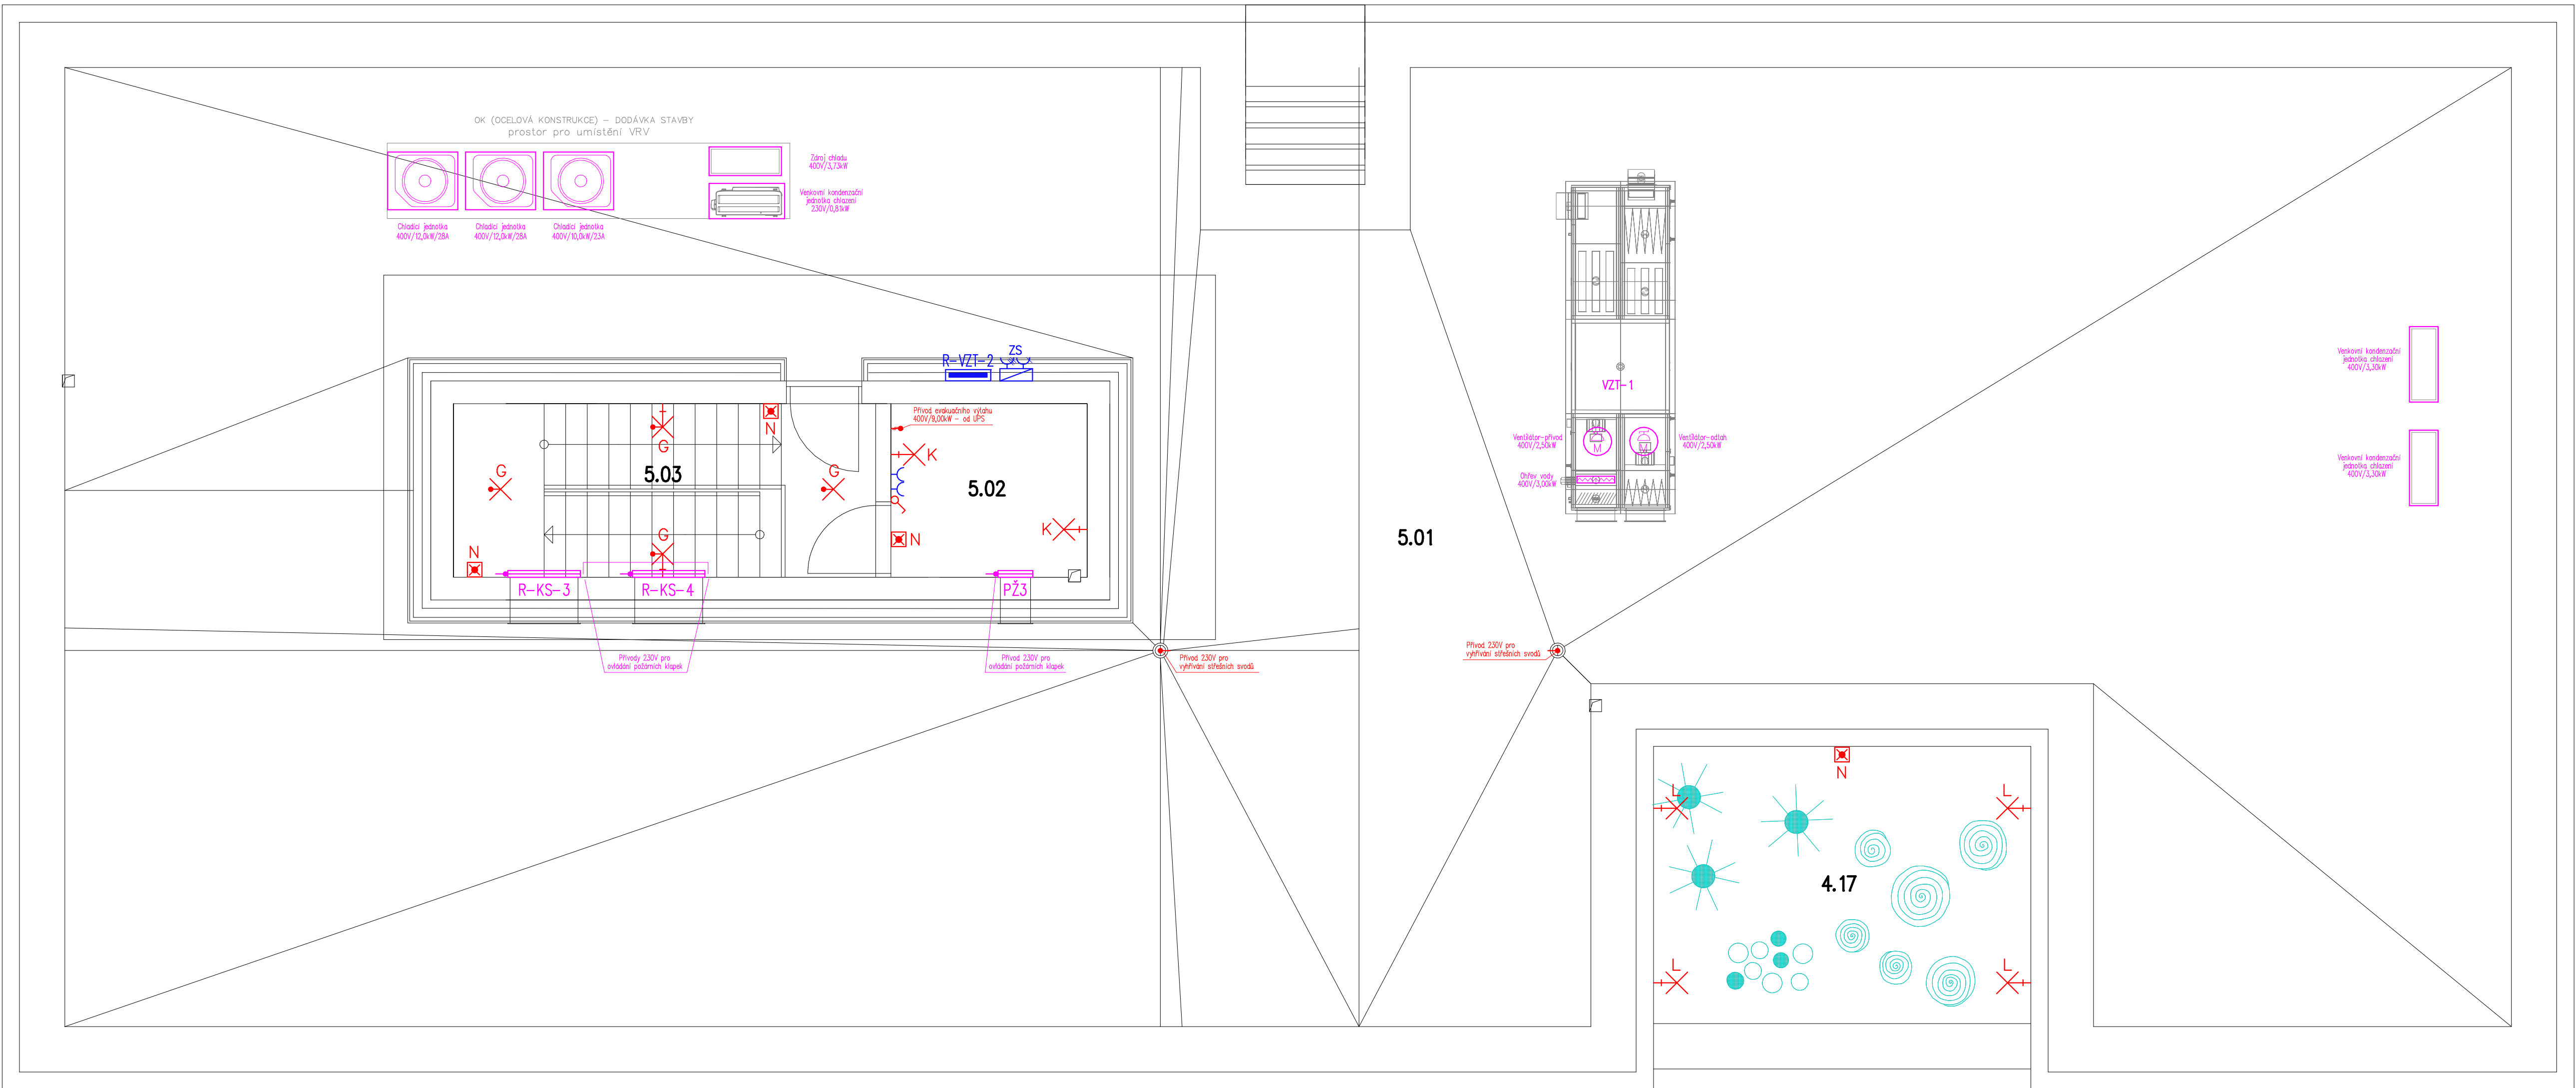 OK (OCELOVÁ KONSTRUKCE) – DODÁVKA STAVBY
prostor pro umístění VRV
Zdroj chladu
400V/3,73kW
Venkovní kondenzační
jednotka chlazení
230V/0,81kW
Chladící jednotka
400V/12,0kW/28A
Chladící jednotka
400V/12,0kW/28A
Chladící jednotka
400V/10,0kW/23A
R-VZT-2
ZS
Přívod evakuačního výtahu
400V/9,00kW – od UPS
N
G
K
G
5.03
G
5.02
K
G
N
N
R-KS-3
R-KS-4
PŽ3
Přívody 230V pro
ovládání požárních klapek
Přívod 230V pro
ovládání požárních klapek
Přívod 230V pro
vyhřívání střešních svodů
5.01
Přívod 230V pro
vyhřívání střešních svodů
VZT-1
Ventilátor-přívod
400V/2,50kW
M
M
Ventilátor-odtah
400V/2,50kW
Ohřev vody
400V/3,00kW
Venkovní kondenzační
jednotka chlazení
400V/3,30kW
Venkovní kondenzační
jednotka chlazení
400V/3,30kW
N
L
L
4.17
L
L